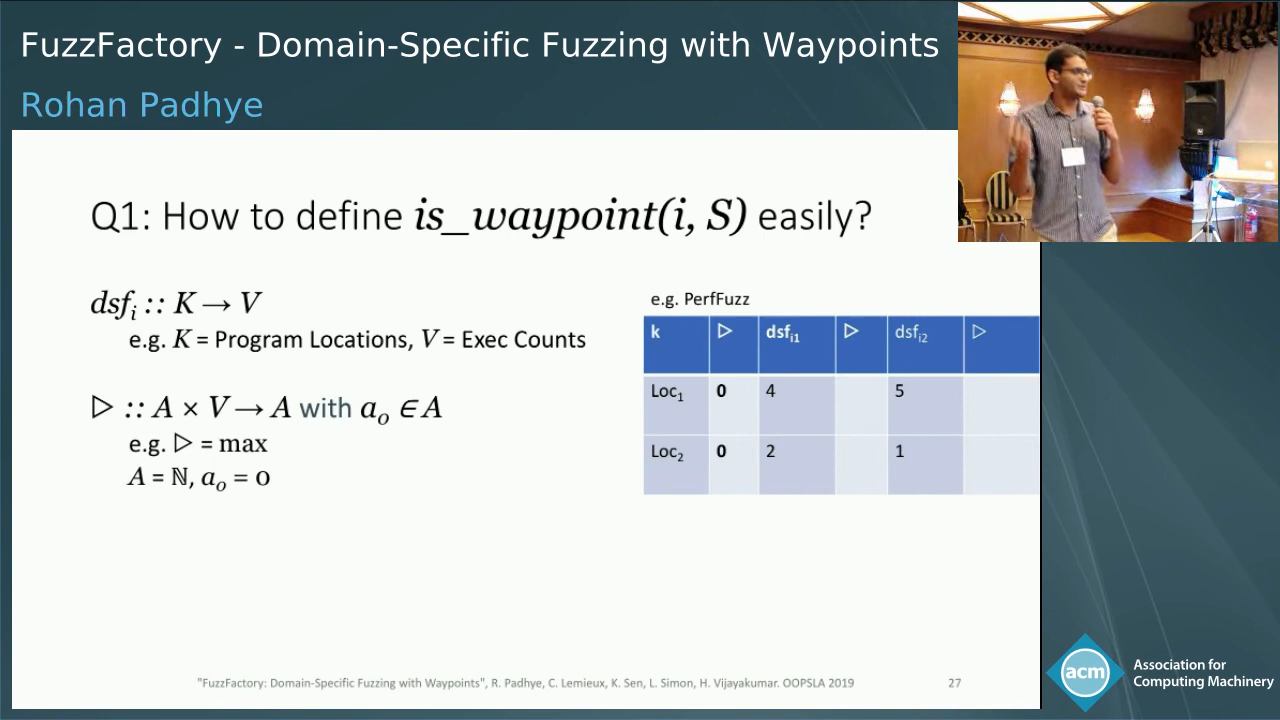 FuzzFactory - Domain-Specific Fuzzing with Waypoints
Rohan Padhye
Q1: How to define is_waypoint(i, S) easily?
dsfᵢ :: K → V
e.g. K = Program Locations, V = Exec Counts
▷ :: A × V → A with aₒ ∈ A
e.g. ▷ = max
A = ℕ, aₒ = 0
e.g. PerfFuzz
k ▷ dsfᵢ₁ ▷ dsfᵢ₂ ▷
Loc₁ 0 4 5
Loc₂ 0 2 1
"FuzzFactory: Domain-Specific Fuzzing with Waypoints", R. Padhye, C. Lemieux, K. Sen, L. Simon, H. Vijayakumar. OOPSLA 2019
27
acm
Association for
Computing Machinery